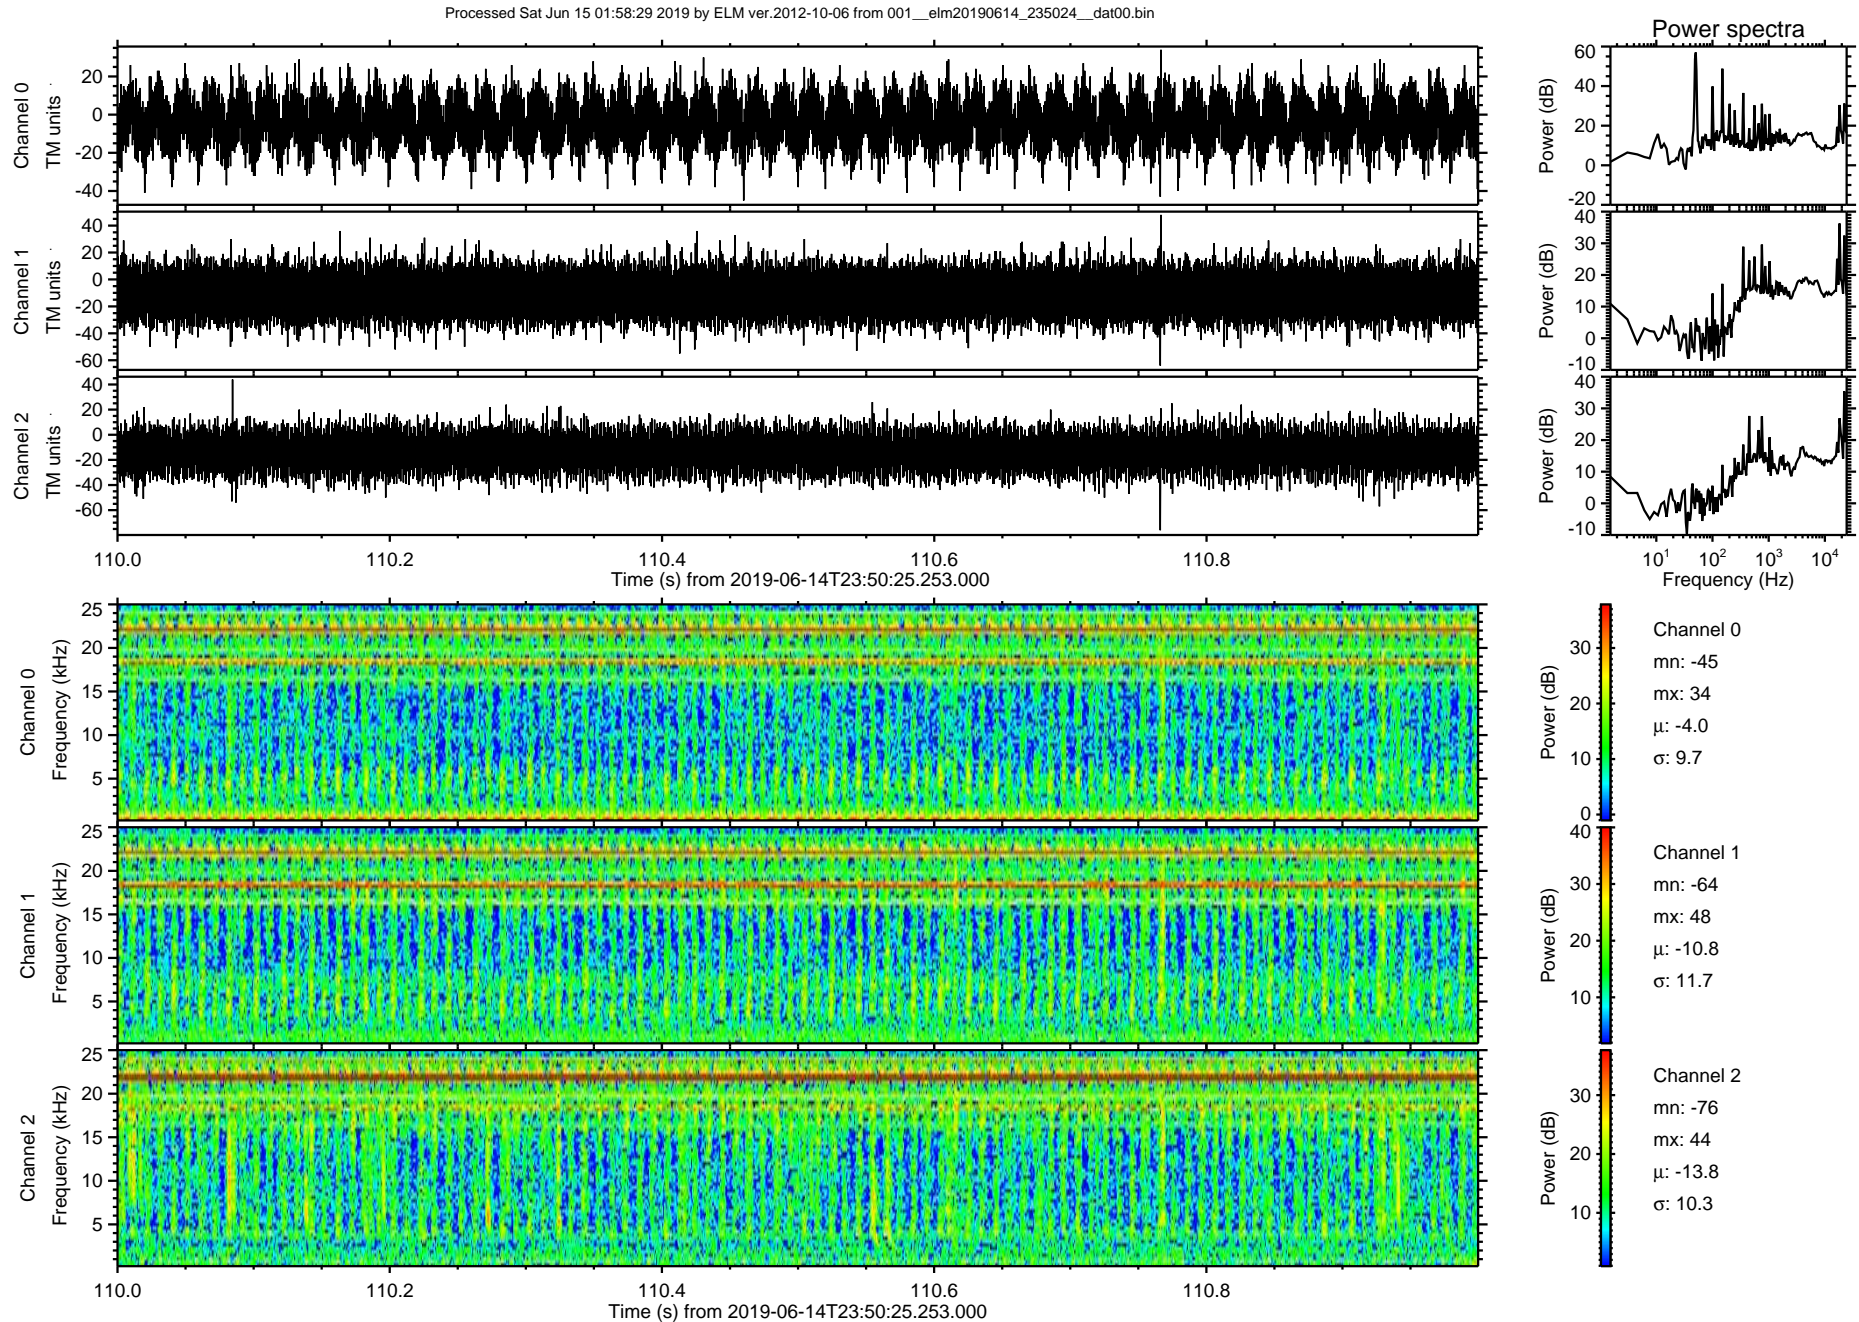 Processed Sat Jun 15 01:58:29 2019 by ELM ver.2012-10-06 from 001__elm20190614_235024__dat00.bin
Power spectra
Channel 0
TM units
20
0
-20
-40
Power (dB)
60
40
20
0
-20
Channel 1
TM units
40
20
0
-20
-40
-60
Power (dB)
40
30
20
10
0
-10
Channel 2
TM units
40
20
0
-20
-40
-60
Power (dB)
40
30
20
10
0
-10
110.0 110.2 110.4 110.6 110.8
Time (s) from 2019-06-14T23:50:25.253.000
10¹ 10² 10³ 10⁴
Frequency (Hz)
Channel 0
Frequency (kHz)
25
20
15
10
5
Power (dB)
30
20
10
0
Channel 0
mn: -45
mx: 34
μ: -4.0
σ: 9.7
Channel 1
Frequency (kHz)
25
20
15
10
5
Power (dB)
40
30
20
10
Channel 1
mn: -64
mx: 48
μ: -10.8
σ: 11.7
Channel 2
Frequency (kHz)
25
20
15
10
5
Power (dB)
30
20
10
Channel 2
mn: -76
mx: 44
μ: -13.8
σ: 10.3
110.0 110.2 110.4 110.6 110.8
Time (s) from 2019-06-14T23:50:25.253.000